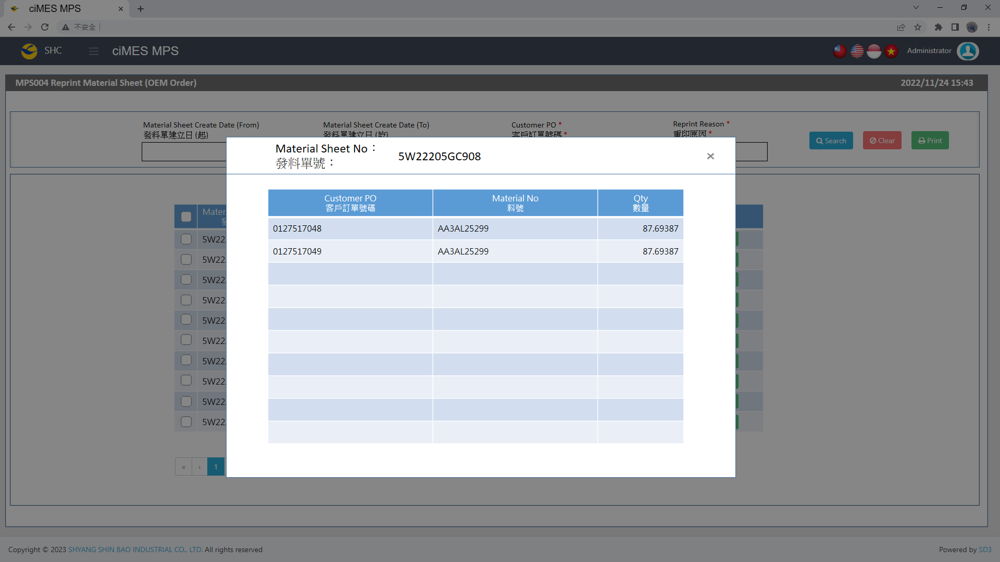 ciMES MPS
不安全
SHC
ciMES MPS
Administrator
MPS004 Reprint Material Sheet (OEM Order)
2022/11/24 15:43
Material Sheet Create Date (From)
發料單建立日 (起)
Material Sheet Create Date (To)
發料單建立日 (訖)
Customer PO *
客戶訂單號碼 *
Reprint Reason *
重印原因 *
Search
Clear
Print
Material Sheet No：
發料單號：
5W22205GC908
×
Customer PO
客戶訂單號碼
Material No
料號
Qty
數量
0127517048
AA3AL25299
87.69387
0127517049
AA3AL25299
87.69387
Mater
發
5W22
5W22
5W22
5W22
5W22
5W22
5W22
5W22
5W22
5W22
« ‹ 1
Copyright © 2023 SHYANG SHIN BAO INDUSTRIAL CO., LTD. All rights reserved
Powered by SD3